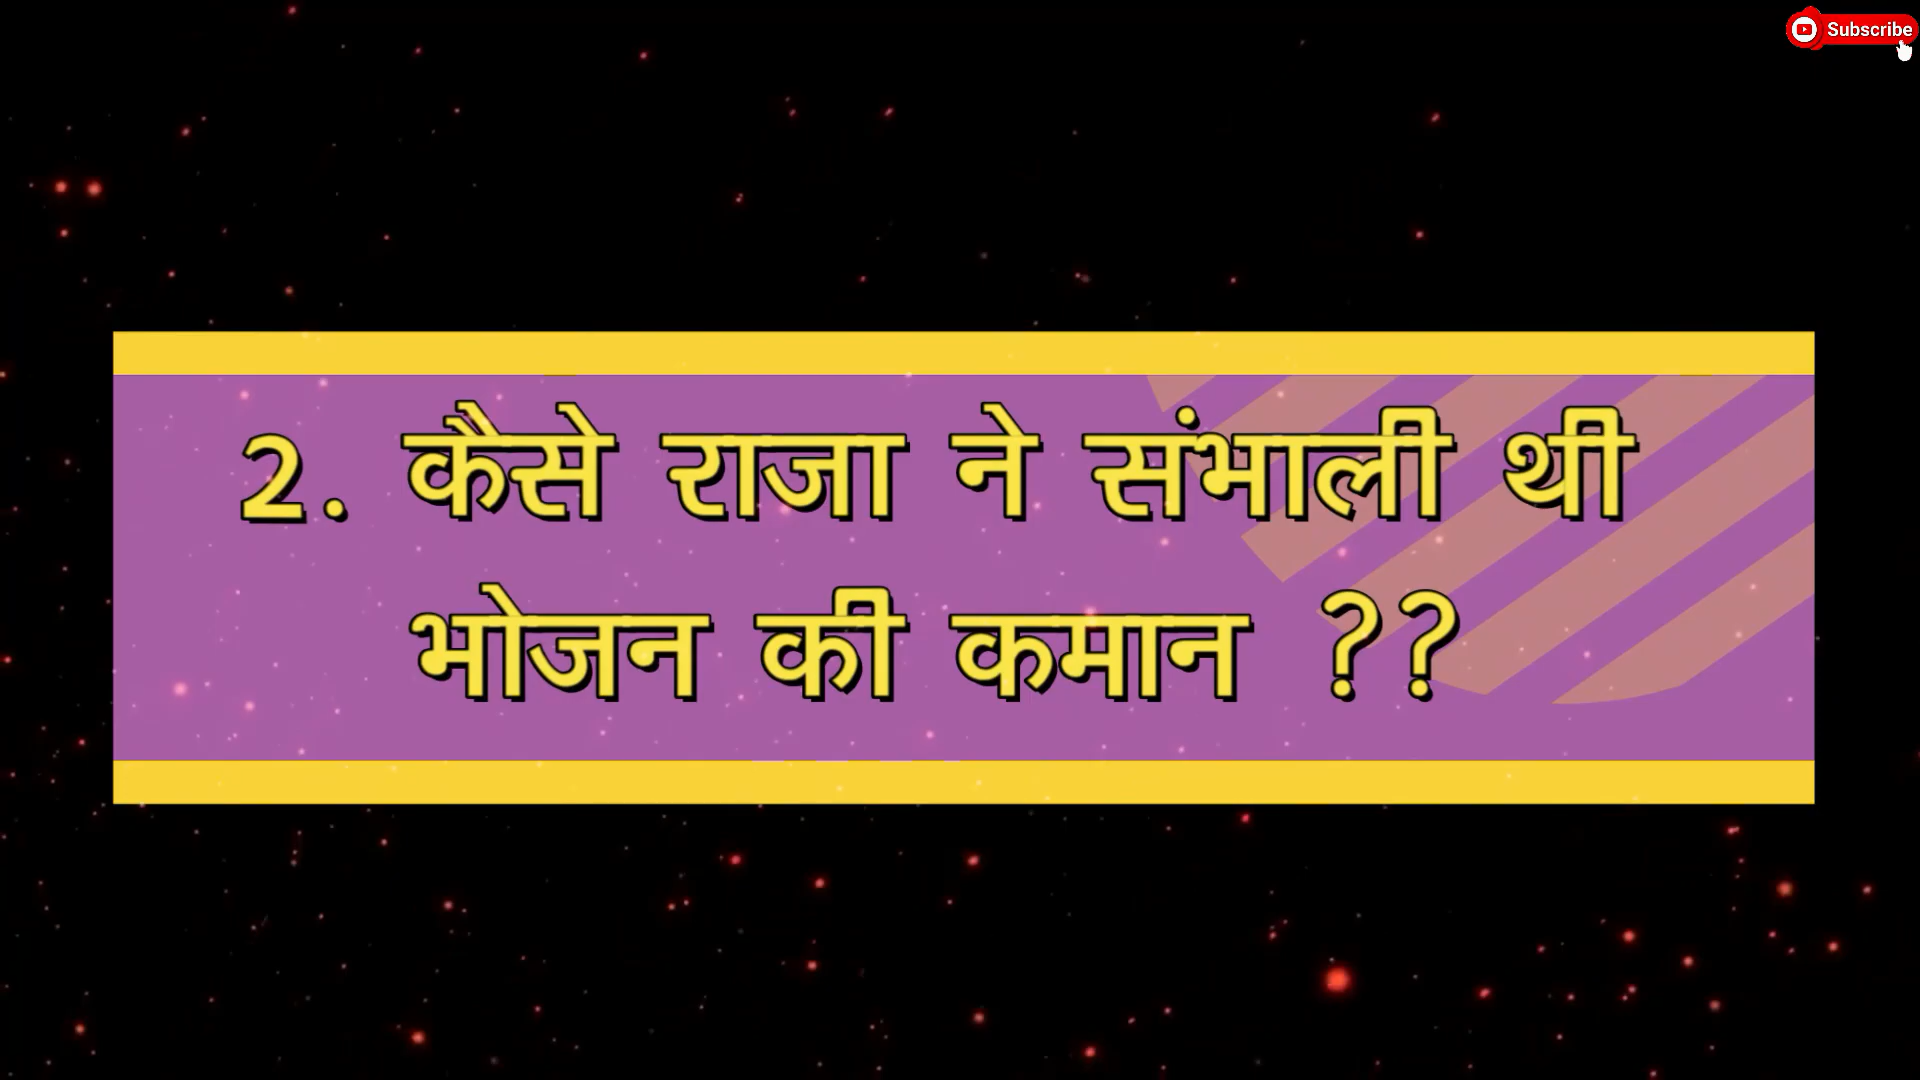 Subscribe
2. कैसे राजा ने संभाली थी
भोजन की कमान ??